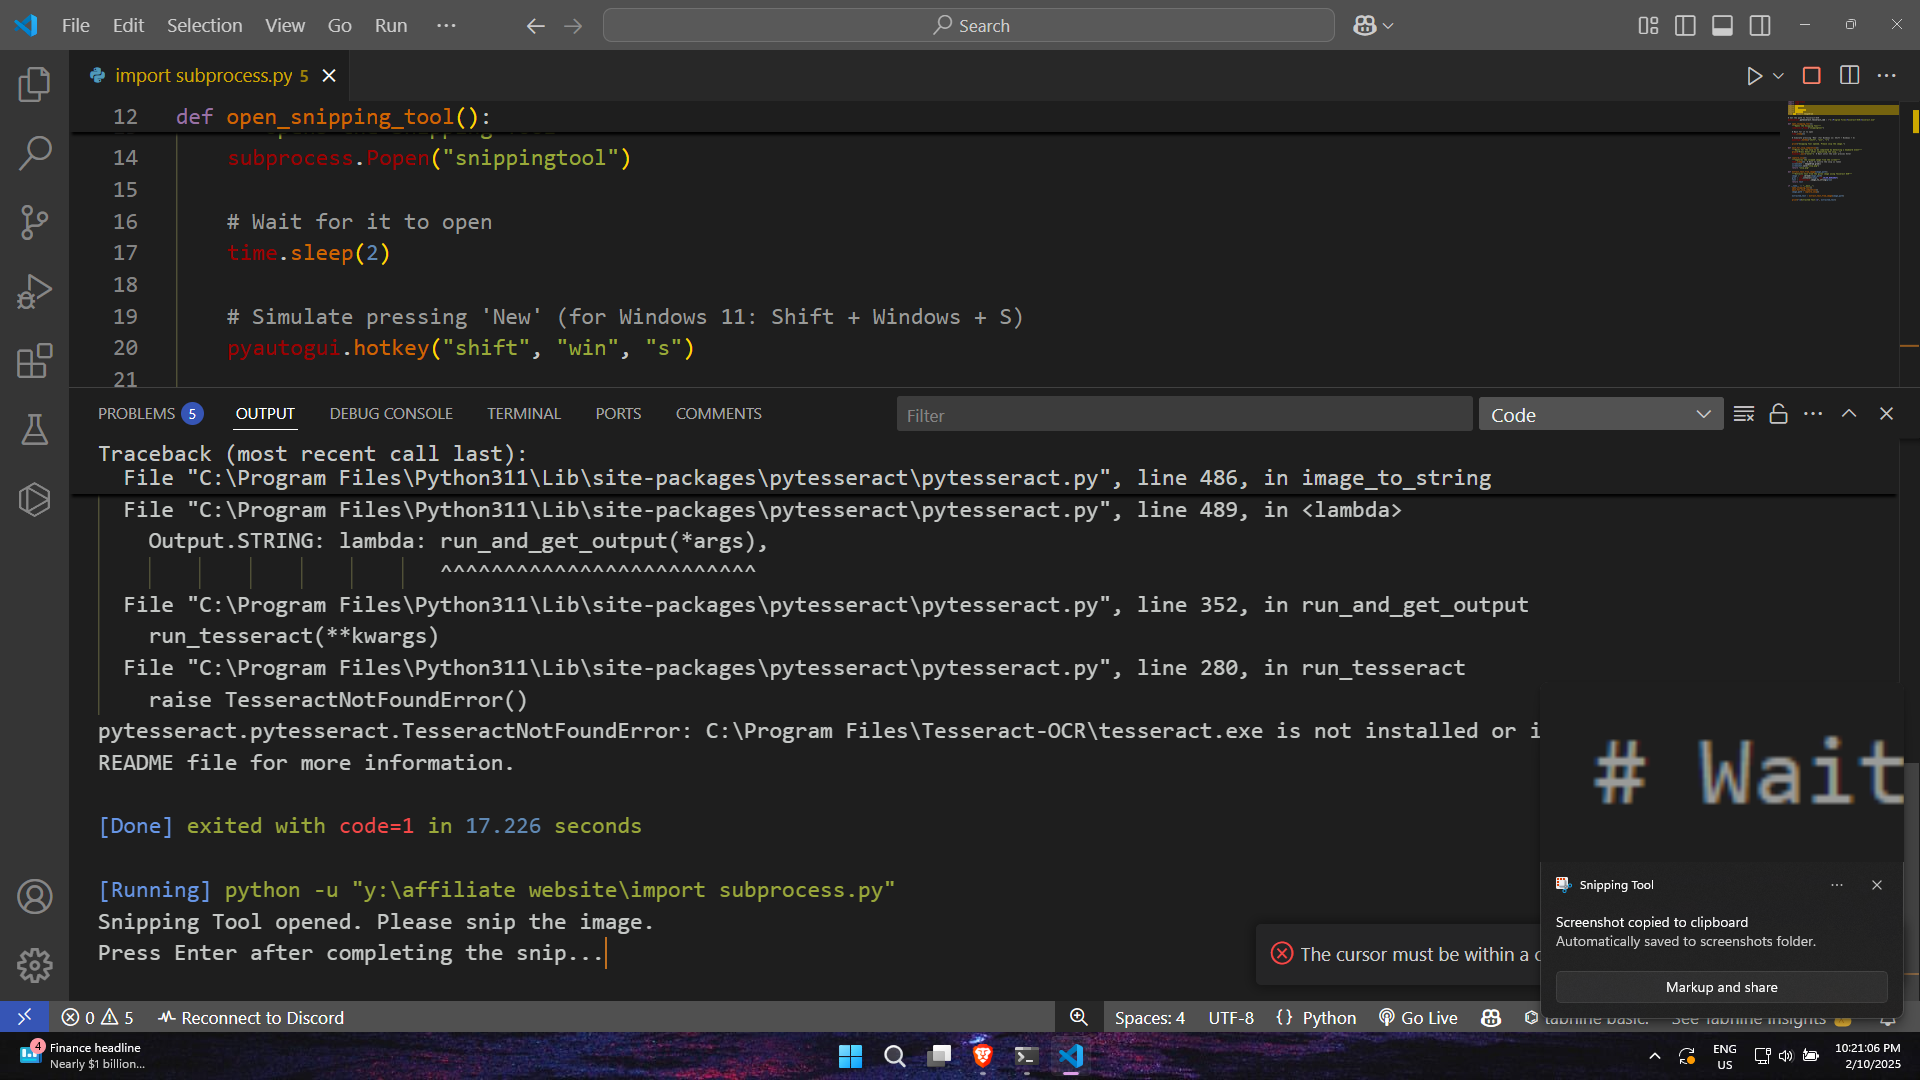 File Edit Selection View Go Run ···
Search
import subprocess.py 5
12 def open_snipping_tool():
14 subprocess.Popen("snippingtool")
15
16 # Wait for it to open
17 time.sleep(2)
18
19 # Simulate pressing 'New' (for Windows 11: Shift + Windows + S)
20 pyautogui.hotkey("shift", "win", "s")
21
PROBLEMS 5 OUTPUT DEBUG CONSOLE TERMINAL PORTS COMMENTS
Filter
Code
Traceback (most recent call last):
File "C:\Program Files\Python311\Lib\site-packages\pytesseract\pytesseract.py", line 486, in image_to_string
File "C:\Program Files\Python311\Lib\site-packages\pytesseract\pytesseract.py", line 489, in <lambda>
Output.STRING: lambda: run_and_get_output(*args),
^^^^^^^^^^^^^^^^^^^^^^^^^
File "C:\Program Files\Python311\Lib\site-packages\pytesseract\pytesseract.py", line 352, in run_and_get_output
run_tesseract(**kwargs)
File "C:\Program Files\Python311\Lib\site-packages\pytesseract\pytesseract.py", line 280, in run_tesseract
raise TesseractNotFoundError()
pytesseract.pytesseract.TesseractNotFoundError: C:\Program Files\Tesseract-OCR\tesseract.exe is not installed or i
README file for more information.
[Done] exited with code=1 in 17.226 seconds
[Running] python -u "y:\affiliate website\import subprocess.py"
Snipping Tool opened. Please snip the image.
Press Enter after completing the snip...
# Wait
Snipping Tool
Screenshot copied to clipboard
Automatically saved to screenshots folder.
Markup and share
The cursor must be within a
0 5 Reconnect to Discord
Spaces: 4 UTF-8 {} Python Go Live tabnine basic. See Tabnine Insights
4
Finance headline
Nearly $1 billion...
ENG
US
10:21:06 PM
2/10/2025